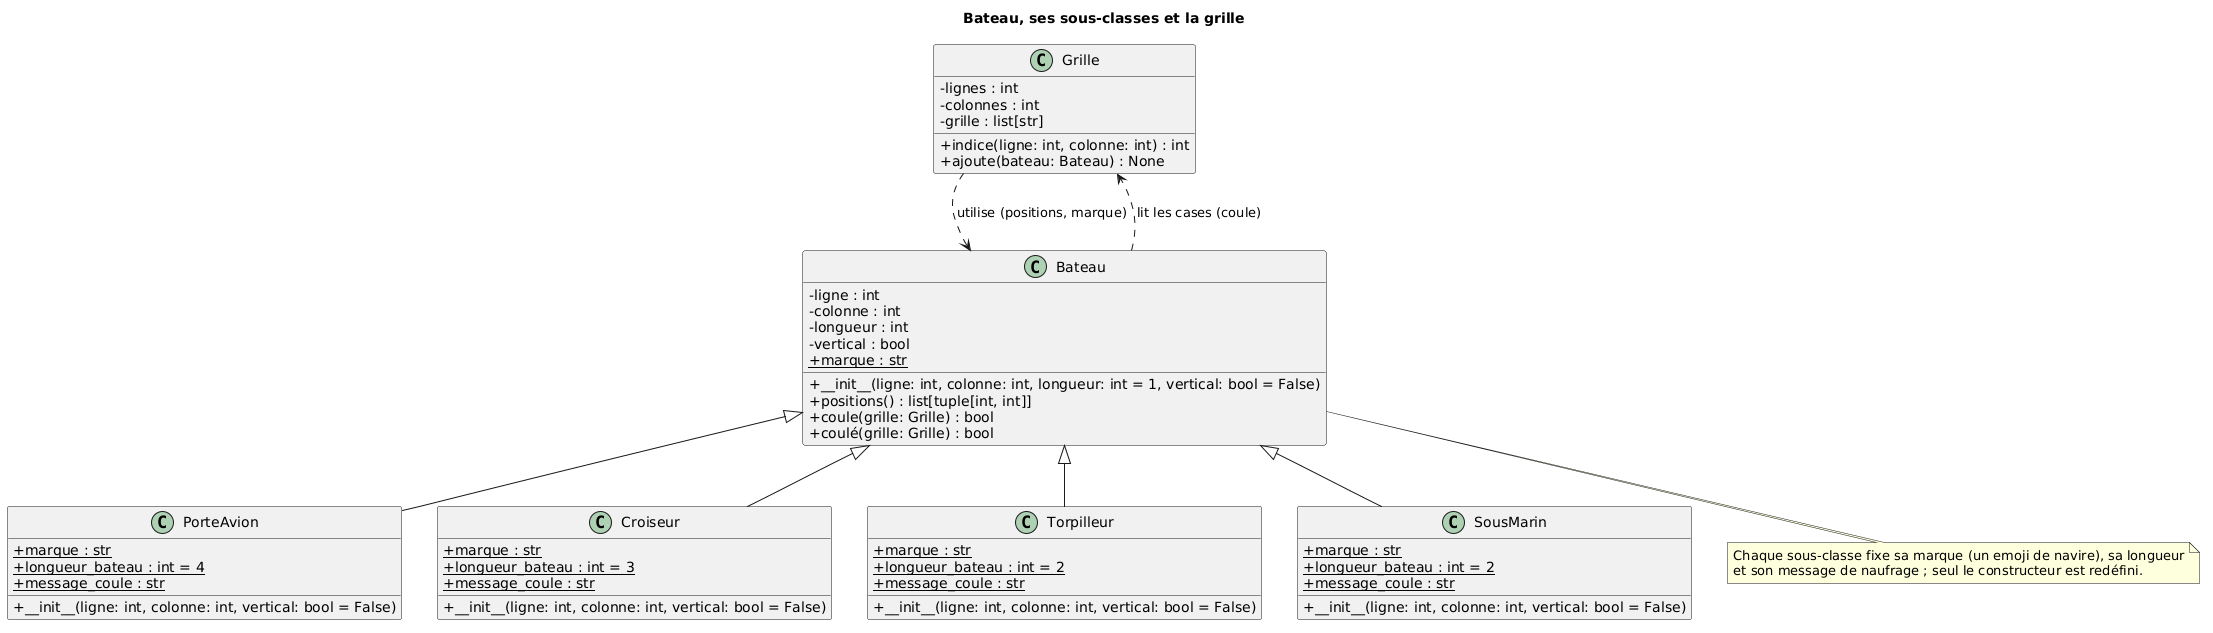 Bateau, ses sous-classes et la grille
C Grille
-lignes : int
-colonnes : int
-grille : list[str]
+indice(ligne: int, colonne: int) : int
+ajoute(bateau: Bateau) : None
utilise (positions, marque)
lit les cases (coule)
C Bateau
-ligne : int
-colonne : int
-longueur : int
-vertical : bool
+marque : str
+__init__(ligne: int, colonne: int, longueur: int = 1, vertical: bool = False)
+positions() : list[tuple[int, int]]
+coule(grille: Grille) : bool
+coulé(grille: Grille) : bool
C PorteAvion
+marque : str
+longueur_bateau : int = 4
+message_coule : str
+__init__(ligne: int, colonne: int, vertical: bool = False)
C Croiseur
+marque : str
+longueur_bateau : int = 3
+message_coule : str
+__init__(ligne: int, colonne: int, vertical: bool = False)
C Torpilleur
+marque : str
+longueur_bateau : int = 2
+message_coule : str
+__init__(ligne: int, colonne: int, vertical: bool = False)
C SousMarin
+marque : str
+longueur_bateau : int = 2
+message_coule : str
+__init__(ligne: int, colonne: int, vertical: bool = False)
Chaque sous-classe fixe sa marque (un emoji de navire), sa longueur
et son message de naufrage ; seul le constructeur est redéfini.